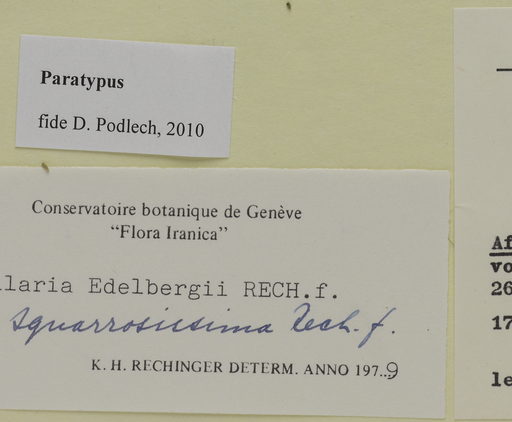 Paratypus
fide D. Podlech, 2010
Conservatoire botanique de Genève
"Flora Iranica"
laria Edelbergii RECH.f.
squarrosissima Rech. f.
K. H. RECHINGER DETERM. ANNO 197..9
Af
vo
26
17
le